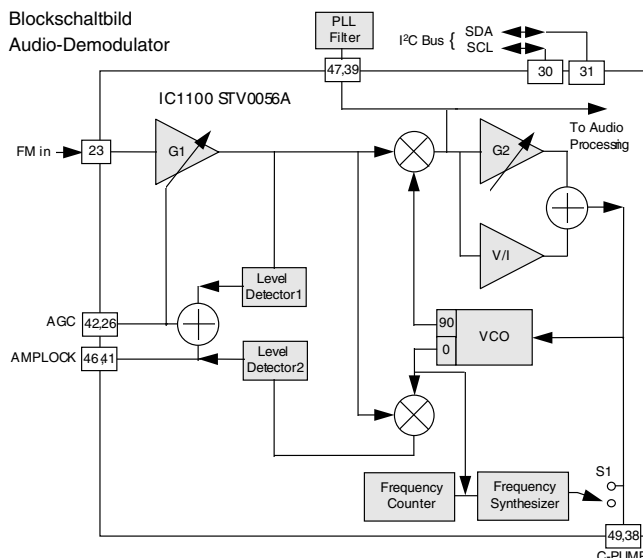 Blockschaltbild
Audio-Demodulator
PLL
Filter
I²C Bus {
SDA
SCL
47,39
30
31
IC1100 STV0056A
To Audio
Processing
FM in
23
G1
G2
V/I
Level
Detector1
AGC
42,26
90
0
VCO
AMPLOCK
46,41
Level
Detector2
S1
Frequency
Counter
Frequency
Synthesizer
49,38
C-PUMP